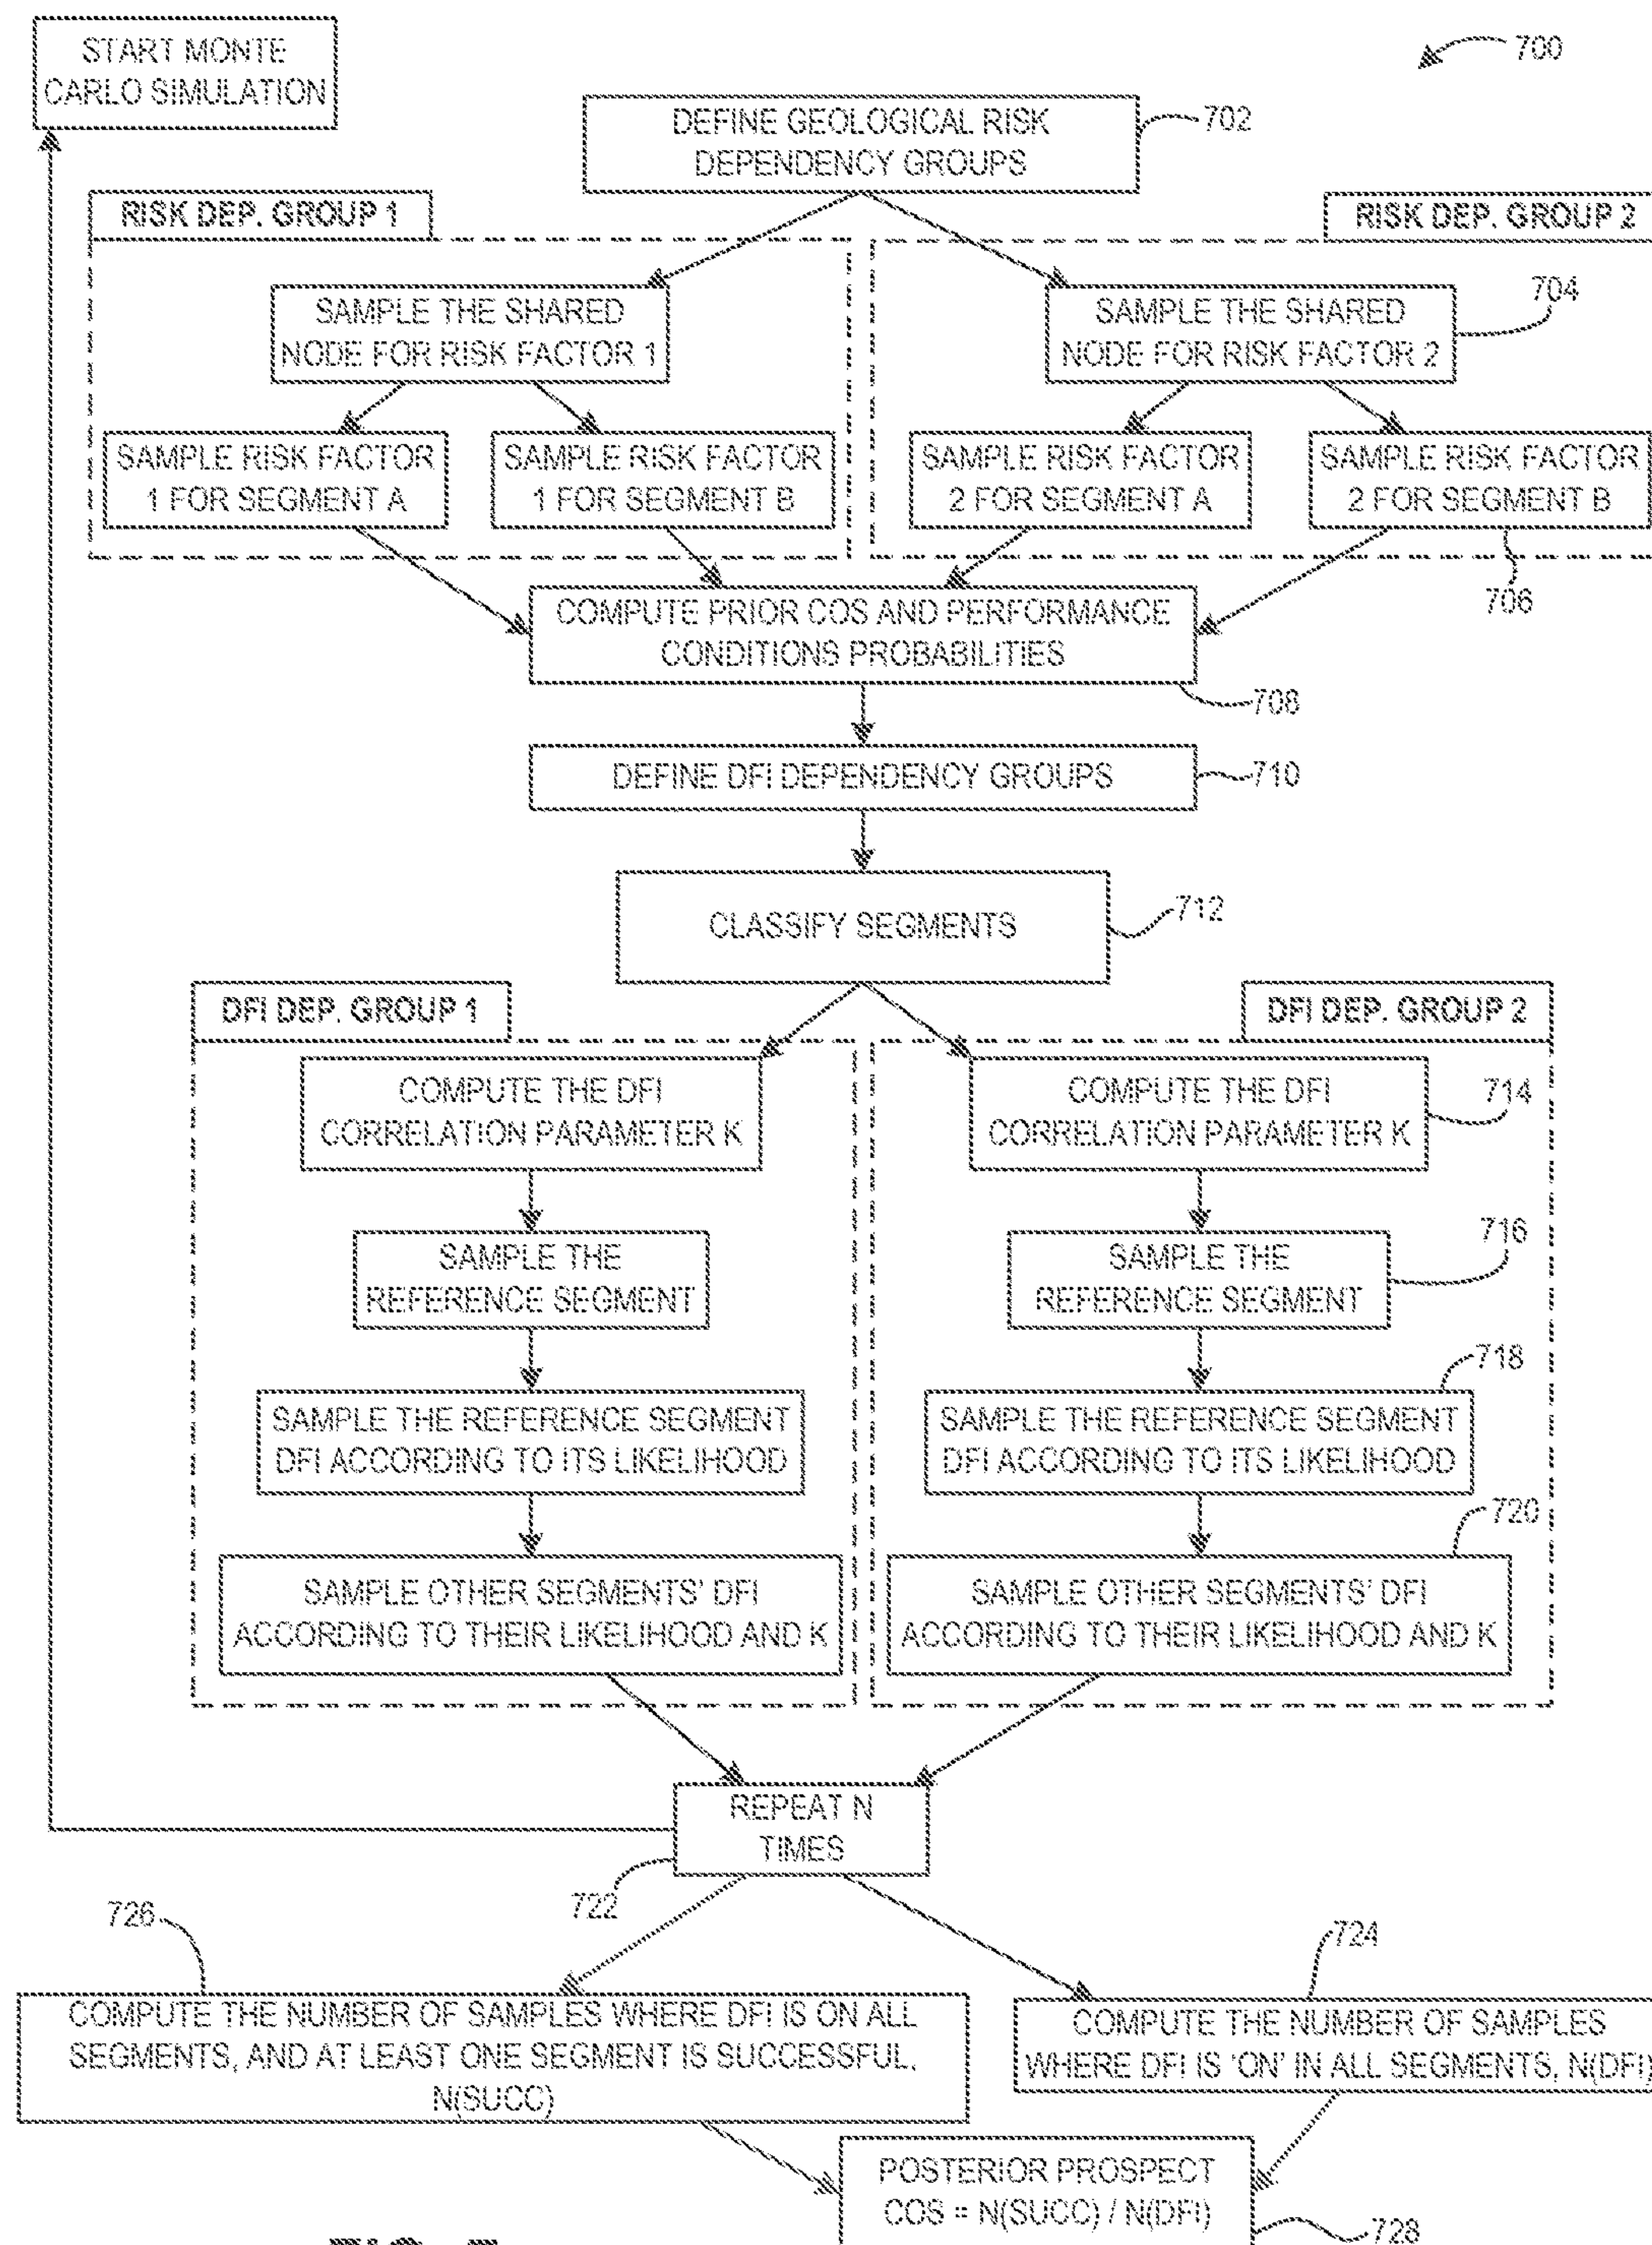 START MONTE
CARLO SIMULATION
700
DEFINE GEOLOGICAL RISK
DEPENDENCY GROUPS
702
RISK DEP. GROUP 1
RISK DEP. GROUP 2
SAMPLE THE SHARED
NODE FOR RISK FACTOR 1
SAMPLE THE SHARED
NODE FOR RISK FACTOR 2
704
SAMPLE RISK FACTOR
1 FOR SEGMENT A
SAMPLE RISK FACTOR
1 FOR SEGMENT B
SAMPLE RISK FACTOR
2 FOR SEGMENT A
SAMPLE RISK FACTOR
2 FOR SEGMENT B
706
COMPUTE PRIOR COS AND PERFORMANCE
CONDITIONS PROBABILITIES
708
DEFINE DFI DEPENDENCY GROUPS
710
CLASSIFY SEGMENTS
712
DFI DEP. GROUP 1
DFI DEP. GROUP 2
COMPUTE THE DFI
CORRELATION PARAMETER K
COMPUTE THE DFI
CORRELATION PARAMETER K
714
SAMPLE THE
REFERENCE SEGMENT
SAMPLE THE
REFERENCE SEGMENT
716
SAMPLE THE REFERENCE SEGMENT
DFI ACCORDING TO ITS LIKELIHOOD
SAMPLE THE REFERENCE SEGMENT
DFI ACCORDING TO ITS LIKELIHOOD
718
SAMPLE OTHER SEGMENTS' DFI
ACCORDING TO THEIR LIKELIHOOD AND K
SAMPLE OTHER SEGMENTS' DFI
ACCORDING TO THEIR LIKELIHOOD AND K
720
REPEAT N
TIMES
722
726
COMPUTE THE NUMBER OF SAMPLES WHERE DFI IS ON ALL
SEGMENTS, AND AT LEAST ONE SEGMENT IS SUCCESSFUL,
N(SUCC)
724
COMPUTE THE NUMBER OF SAMPLES
WHERE DFI IS 'ON' IN ALL SEGMENTS, N(DFI)
POSTERIOR PROSPECT
COS = N(SUCC) / N(DFI)
728